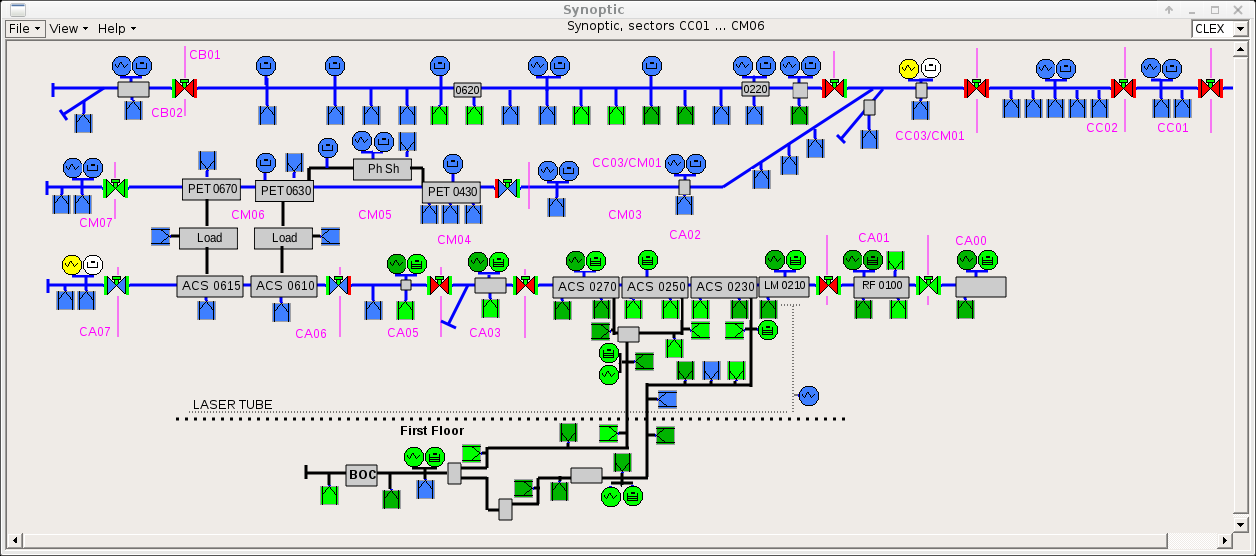 Synoptic
File View Help
Synoptic, sectors CC01 ... CM06
CLEX
CB01
CB02
0620
0220
CC03/CM01
CC02
CC01
CC03/CM01
Ph Sh
PET 0670
PET 0630
PET 0430
CM07
CM06
CM05
CM04
CM03
CA02
Load
Load
CA01
CA00
ACS 0615
ACS 0610
ACS 0270
ACS 0250
ACS 0230
LM 0210
RF 0100
CA07
CA06
CA05
CA03
LASER TUBE
First Floor
BOC